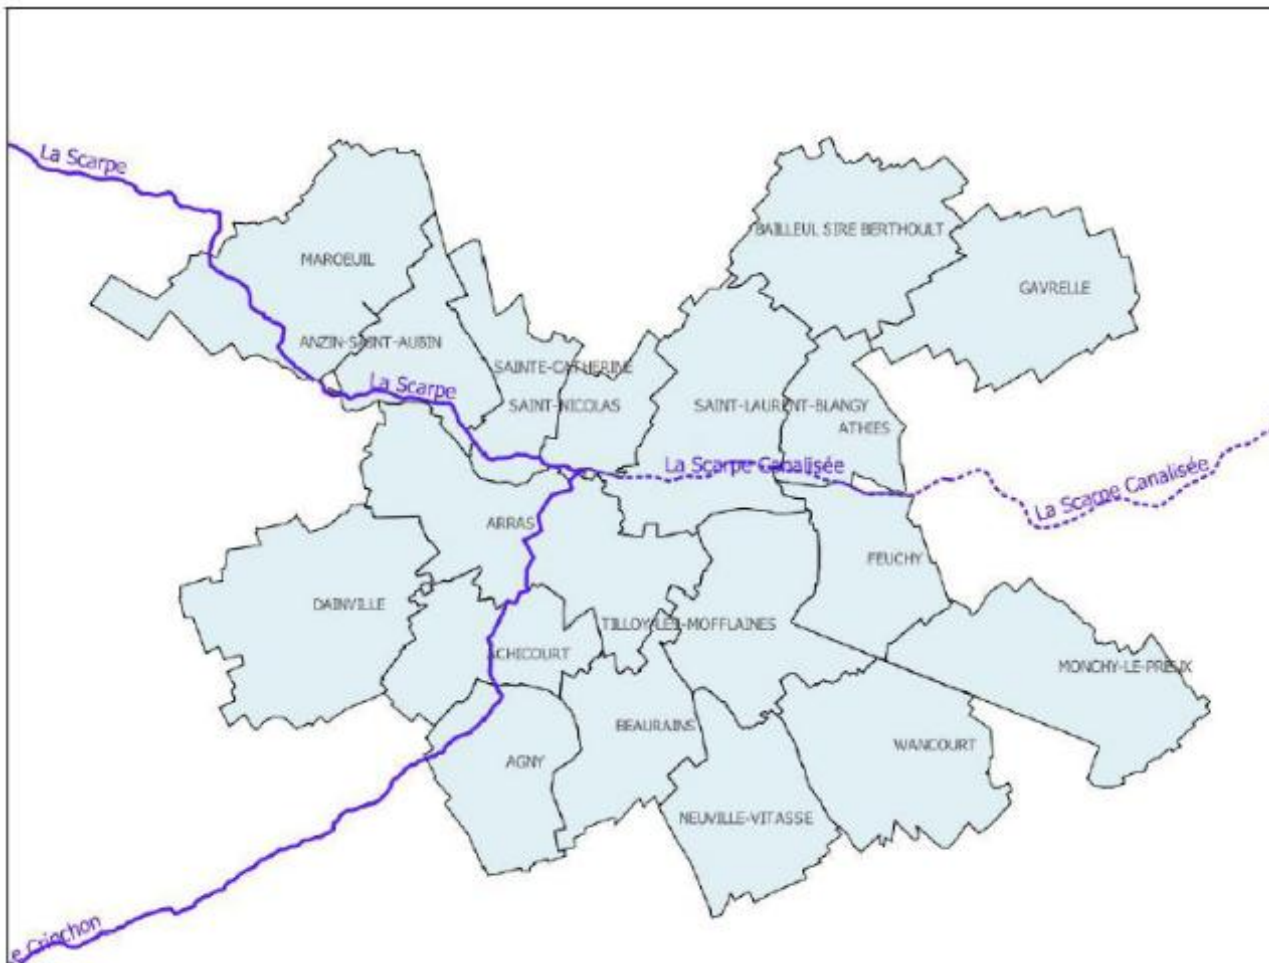 La Scarpe
BAILLEUL SIRE BERTHOULT
MAROEUIL
GAVRELLE
ANZIN-SAINT-AUBIN
SAINTE-CATHERINE
La Scarpe
SAINT-NICOLAS
SAINT-LAURENT-BLANGY
ATHIES
La Scarpe Canalisée
La Scarpe Canalisée
ARRAS
FEUCHY
DAINVILLE
TILLOY-LES-MOFFLAINES
ACHICOURT
MONCHY-LE-PREUX
BEAURAINS
WANCOURT
AGNY
NEUVILLE-VITASSE
e Crinchon